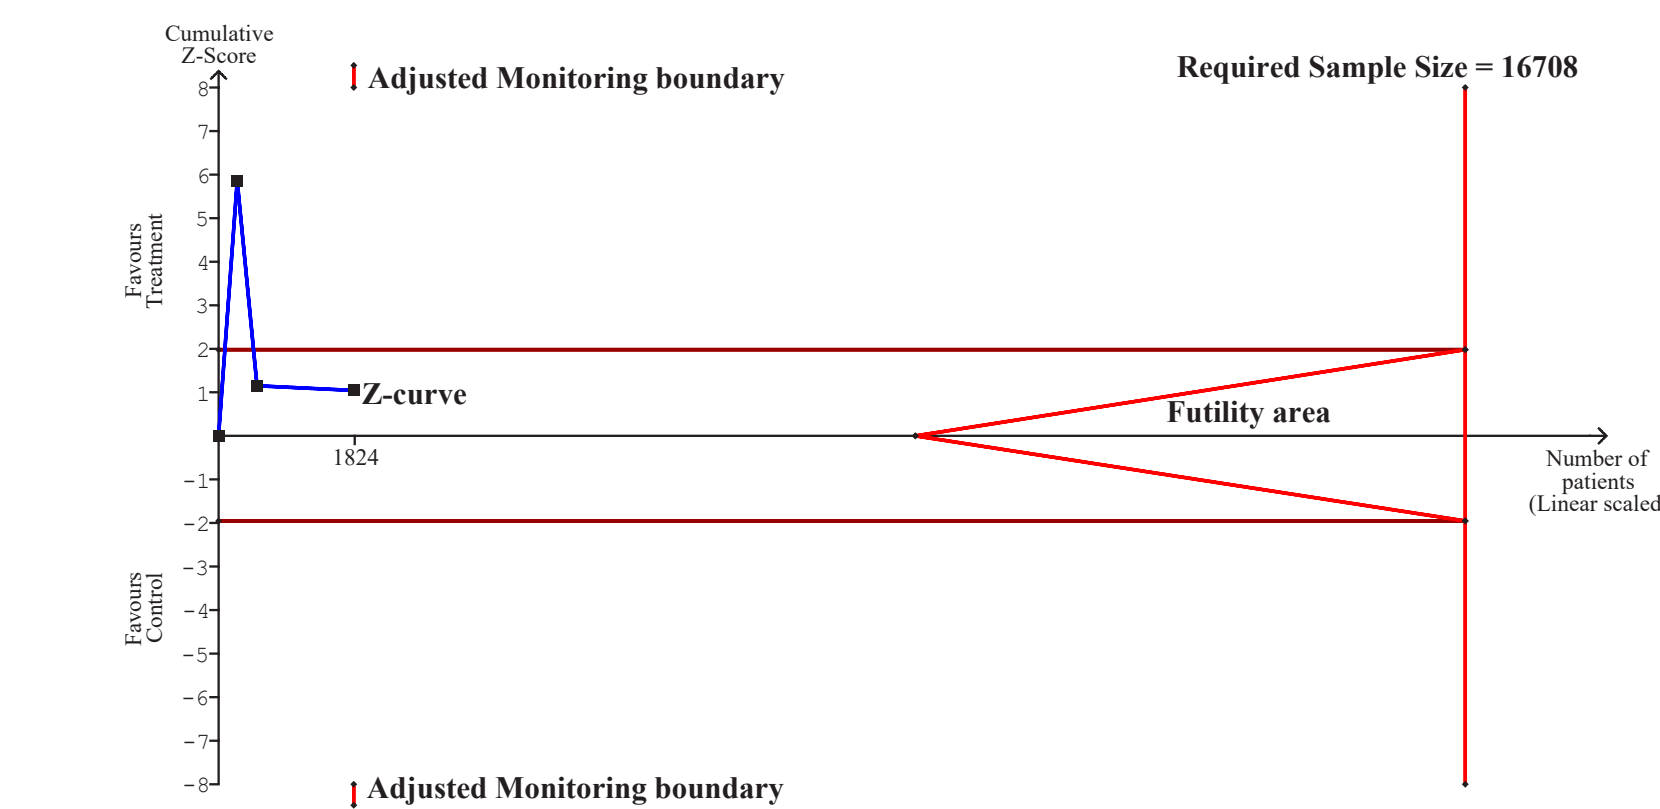 Cumulative
Z-Score
Adjusted Monitoring boundary
Required Sample Size = 16708
8
7
6
5
4
3
2
1
-1
-2
-3
-4
-5
-6
-7
-8
Favours
Treatment
Favours
Control
Z-curve
Futility area
1824
Number of
patients
(Linear scaled
Adjusted Monitoring boundary